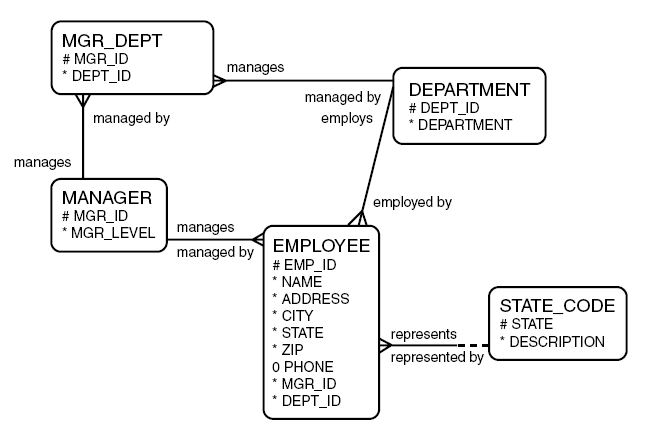 MGR_DEPT
# MGR_ID
* DEPT_ID
manages
DEPARTMENT
# DEPT_ID
* DEPARTMENT
managed by
employs
managed by
manages
MANAGER
# MGR_ID
* MGR_LEVEL
employed by
manages
managed by
EMPLOYEE
# EMP_ID
* NAME
* ADDRESS
* CITY
* STATE
* ZIP
0 PHONE
* MGR_ID
* DEPT_ID
represents
represented by
STATE_CODE
# STATE
* DESCRIPTION